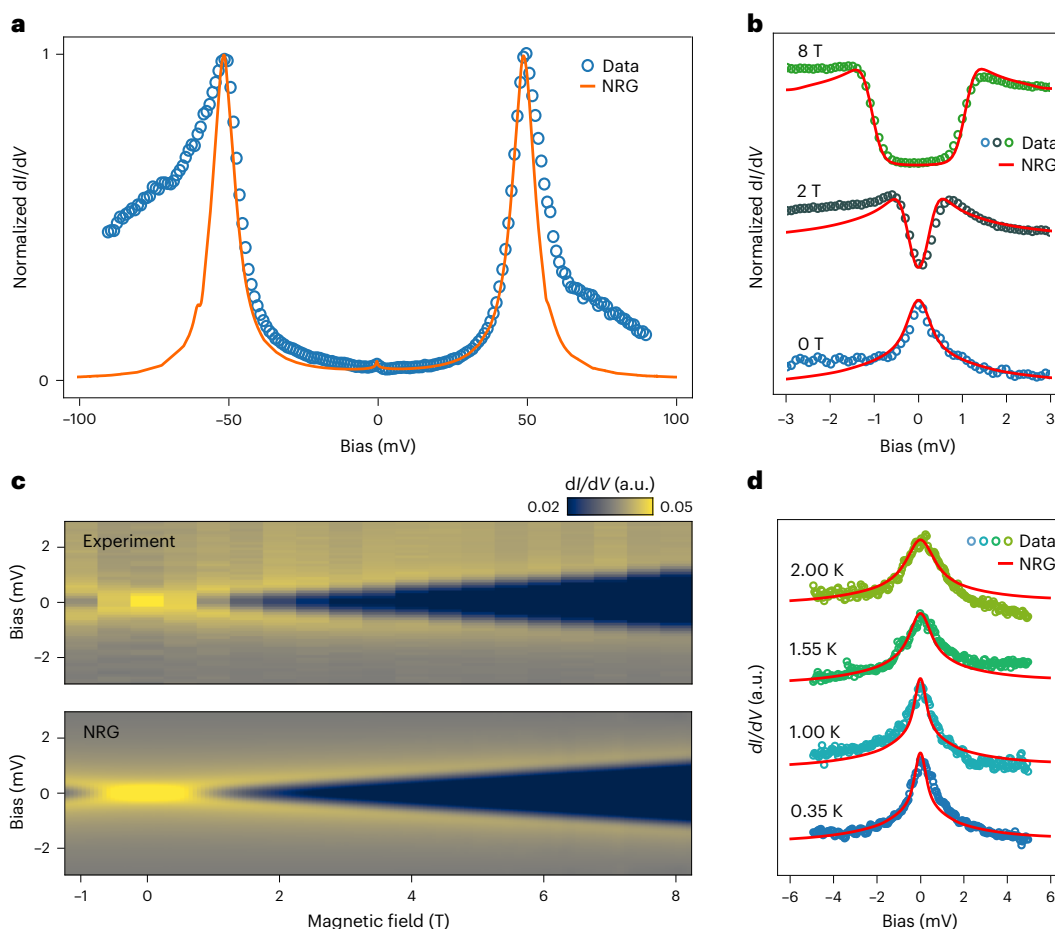 a
Normalized dI/dV
1
0
Data
NRG
−100
−50
0
50
100
Bias (mV)
b
Normalized dI/dV
8 T
2 T
0 T
Data
NRG
−3
−2
−1
0
1
2
3
Bias (mV)
c
dI/dV (a.u.)
0.02
0.05
Experiment
Bias (mV)
2
0
−2
NRG
Bias (mV)
2
0
−2
−1
0
2
4
6
8
Magnetic field (T)
d
dI/dV (a.u.)
Data
NRG
2.00 K
1.55 K
1.00 K
0.35 K
−6
−4
−2
0
2
4
6
Bias (mV)